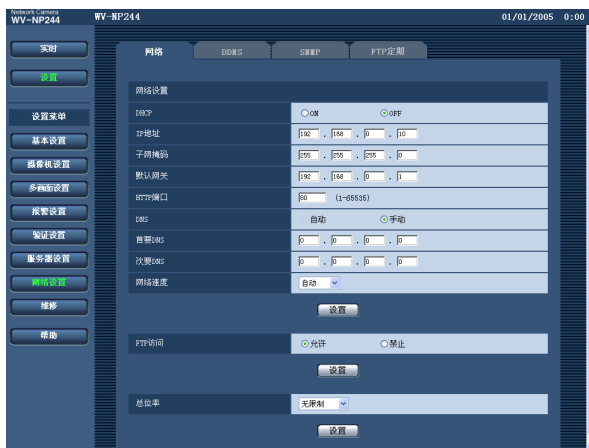 Network Camera
WV-NP244
WV-NP244 01/01/2005 0:00
实时
设置
设置菜单
基本设置
摄像机设置
多画面设置
报警设置
验证设置
服务器设置
网络设置
维修
帮助
网络 DDNS SNMP FTP定期
网络设置
DHCP ON OFF
IP地址 192 . 168 . 0 . 10
子网掩码 255 . 255 . 255 . 0
默认网关 192 . 168 . 0 . 1
HTTP端口 80 (1-65535)
DNS 自动 手动
首要DNS 0 . 0 . 0 . 0
次要DNS 0 . 0 . 0 . 0
网络速度 自动
设置
FTP访问 允许 禁止
设置
总位率 无限制
设置